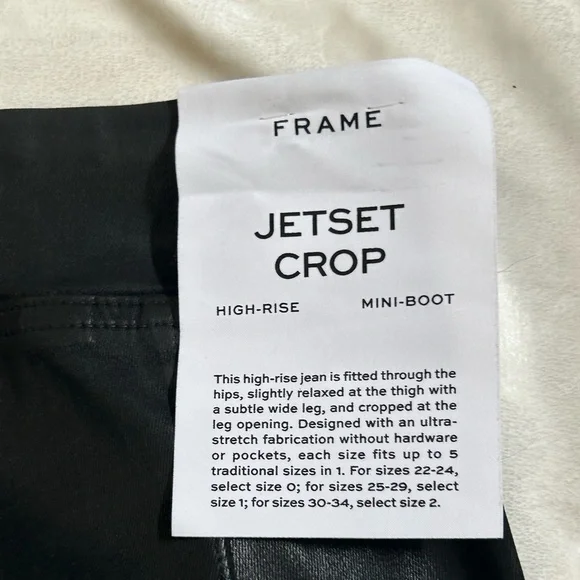 FRAME
JETSET
CROP
HIGH-RISE MINI-BOOT
This high-rise jean is fitted through the
hips, slightly relaxed at the thigh with
a subtle wide leg, and cropped at the
leg opening. Designed with an ultra-
stretch fabrication without hardware
or pockets, each size fits up to 5
traditional sizes in 1. For sizes 22-24,
select size 0; for sizes 25-29, select
size 1; for sizes 30-34, select size 2.